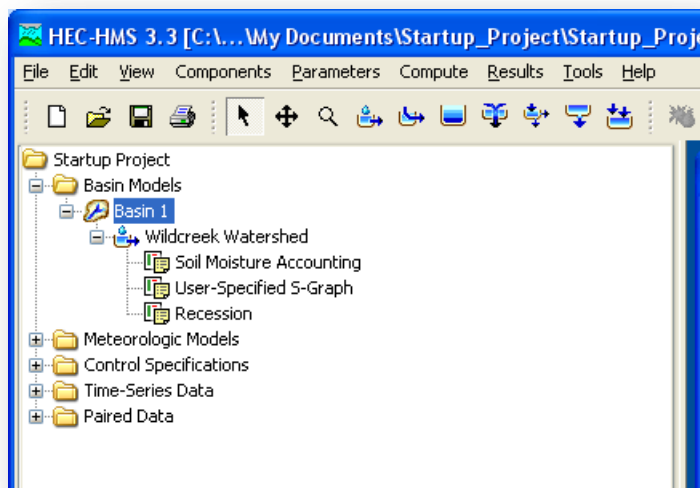 HEC-HMS 3.3 [C:\...\My Documents\Startup_Project\Startup_Proj
File Edit View Components Parameters Compute Results Tools Help
Startup Project
Basin Models
Basin 1
Wildcreek Watershed
Soil Moisture Accounting
User-Specified S-Graph
Recession
Meteorologic Models
Control Specifications
Time-Series Data
Paired Data